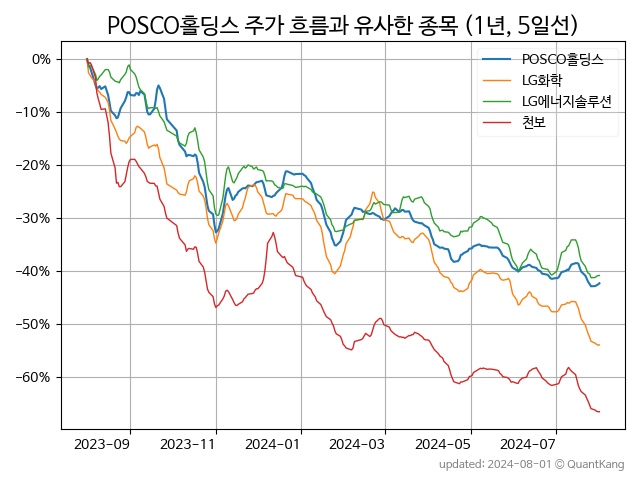 POSCO홀딩스 주가 흐름과 유사한 종목 (1년, 5일선)
POSCO홀딩스
LG화학
LG에너지솔루션
천보
0%
−10%
−20%
−30%
−40%
−50%
−60%
2023-09
2023-11
2024-01
2024-03
2024-05
2024-07
updated: 2024-08-01 © QuantKang